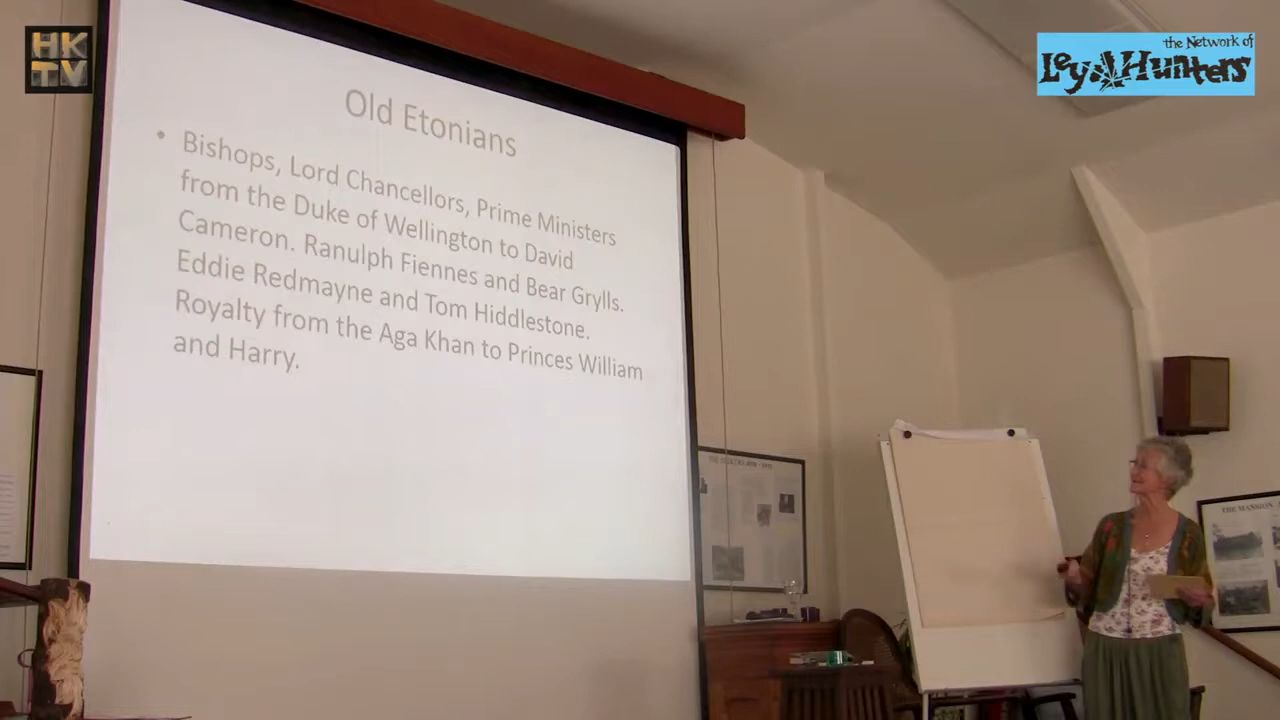 HK
TV
the Network of
Ley Hunters
Old Etonians
• Bishops, Lord Chancellors, Prime Ministers
from the Duke of Wellington to David
Cameron. Ranulph Fiennes and Bear Grylls.
Eddie Redmayne and Tom Hiddlestone.
Royalty from the Aga Khan to Princes William
and Harry.
THE MANSION